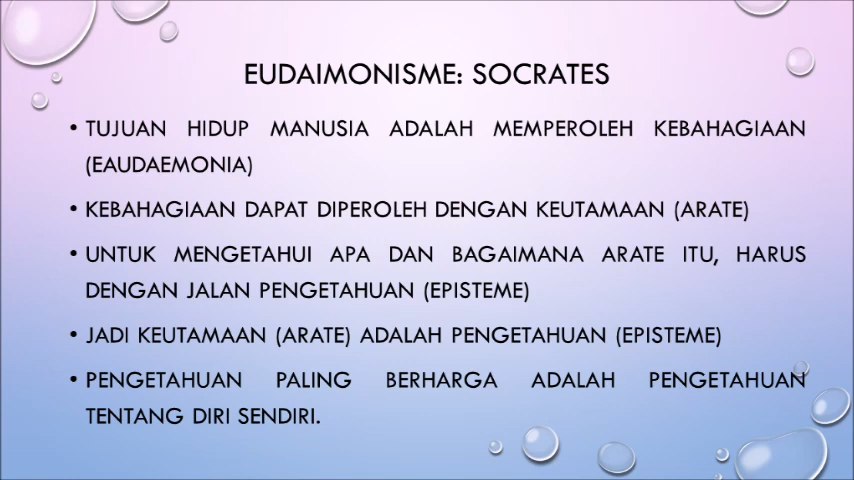 EUDAIMONISME: SOCRATES
• TUJUAN HIDUP MANUSIA ADALAH MEMPEROLEH KEBAHAGIAAN
(EAUDAEMONIA)
• KEBAHAGIAAN DAPAT DIPEROLEH DENGAN KEUTAMAAN (ARATE)
• UNTUK MENGETAHUI APA DAN BAGAIMANA ARATE ITU, HARUS
DENGAN JALAN PENGETAHUAN (EPISTEME)
• JADI KEUTAMAAN (ARATE) ADALAH PENGETAHUAN (EPISTEME)
• PENGETAHUAN PALING BERHARGA ADALAH PENGETAHUAN
TENTANG DIRI SENDIRI.